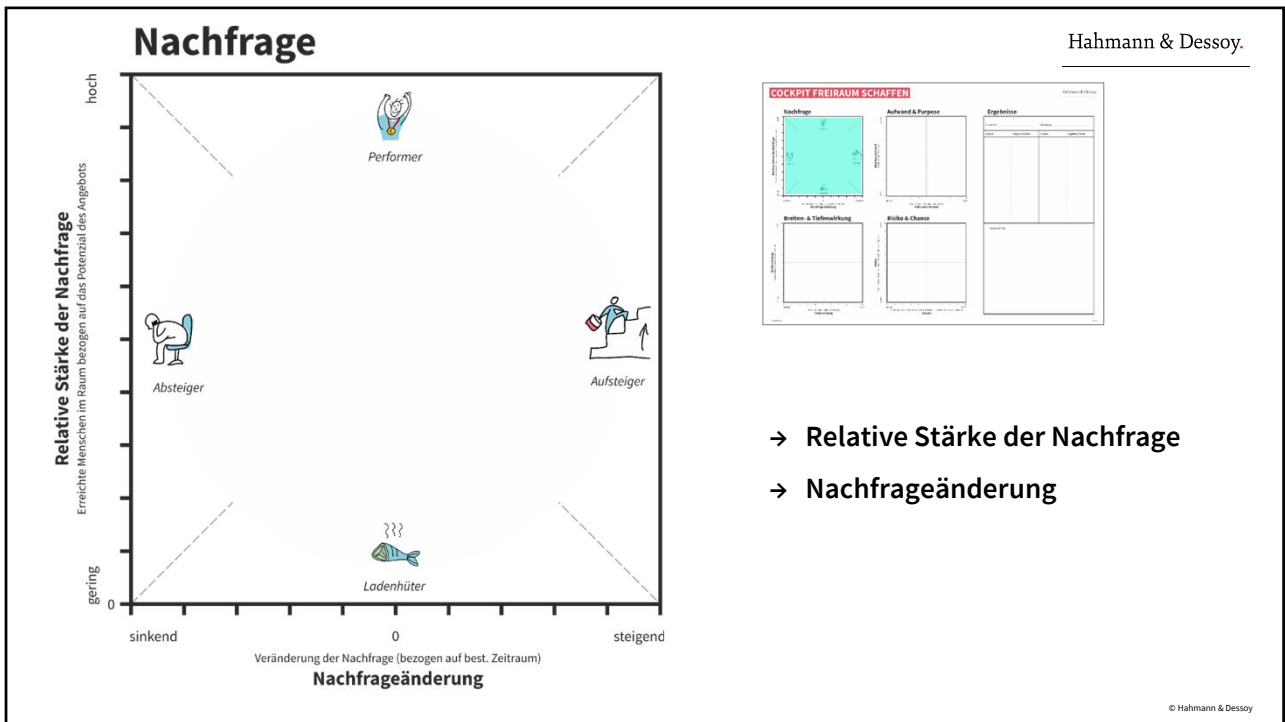 Nachfrage
Hahmann & Dessoy.
hoch
Relative Stärke der Nachfrage
Erreichte Menschen im Raum bezogen auf das Potenzial des Angebots
gering
0
Performer
Absteiger
Aufsteiger
Ladenhüter
sinkend
0
steigend
Veränderung der Nachfrage (bezogen auf best. Zeitraum)
Nachfrageänderung
COCKPIT FREIRAUM SCHAFFEN
Nachfrage
Aufwand & Purpose
Ergebnisse
Breiten- & Tiefenwirkung
Risiko & Chance
→ Relative Stärke der Nachfrage
→ Nachfrageänderung
© Hahmann & Dessoy